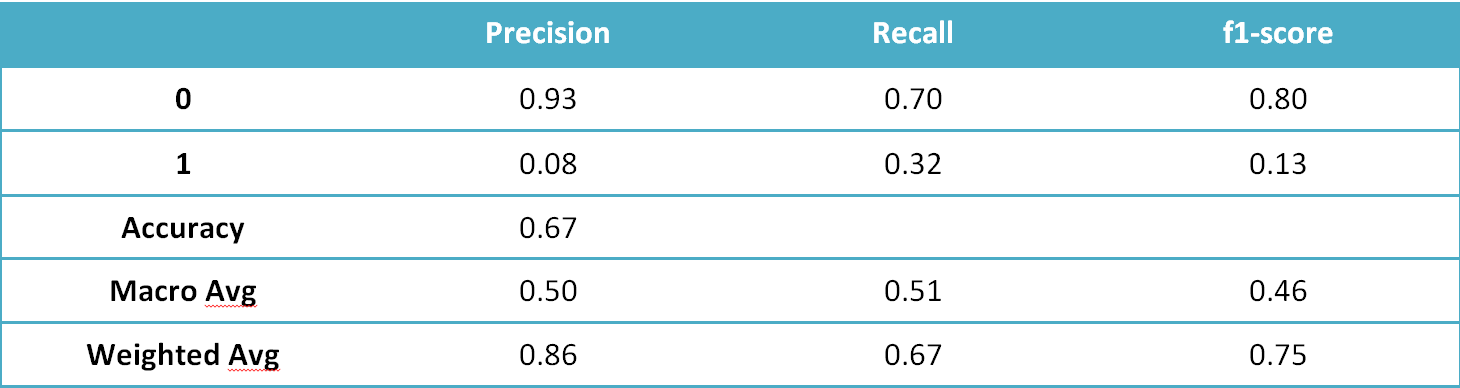 Precision Recall f1-score
0 0.93 0.70 0.80
1 0.08 0.32 0.13
Accuracy 0.67
Macro Avg 0.50 0.51 0.46
Weighted Avg 0.86 0.67 0.75